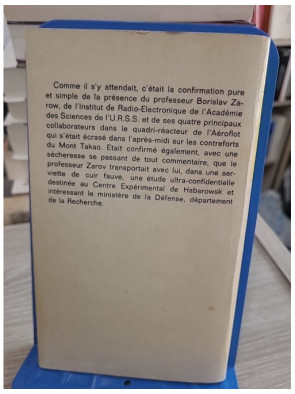 Comme il s'y attendait, c'était la confirmation pure
et simple de la présence du professeur Borislav Za-
row, de l'Institut de Radio-Electronique de l'Académie
des Sciences de l'U.R.S.S. et de ses quatre principaux
collaborateurs dans le quadri-réacteur de l'Aéroflot
qui s'était écrasé dans l'après-midi sur les contreforts
du Mont Takao. Etait confirmé également, avec une
sécheresse se passant de tout commentaire, que le
professeur Zarov transportait avec lui, dans une ser-
viette de cuir fauve, une étude ultra-confidentielle
destinée au Centre Expérimental de Habarowsk et
intéressant le ministère de la Défense, département
de la Recherche.